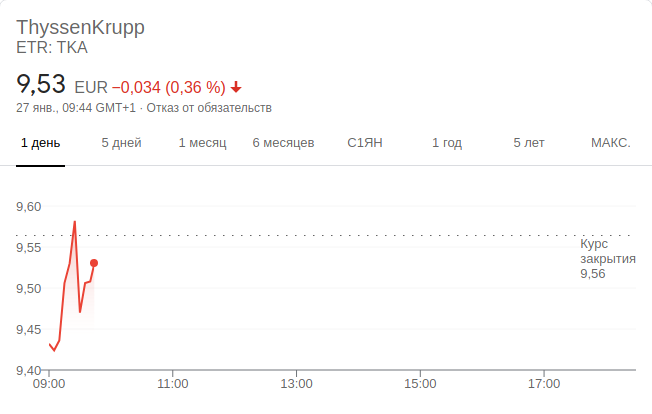 ThyssenKrupp
ETR: TKA
9,53 EUR −0,034 (0,36 %)
27 янв., 09:44 GMT+1 · Отказ от обязательств
1 день 5 дней 1 месяц 6 месяцев С1ЯН 1 год 5 лет МАКС.
9,60
9,55
9,50
9,45
9,40
Курс
закрытия
9,56
09:00 11:00 13:00 15:00 17:00